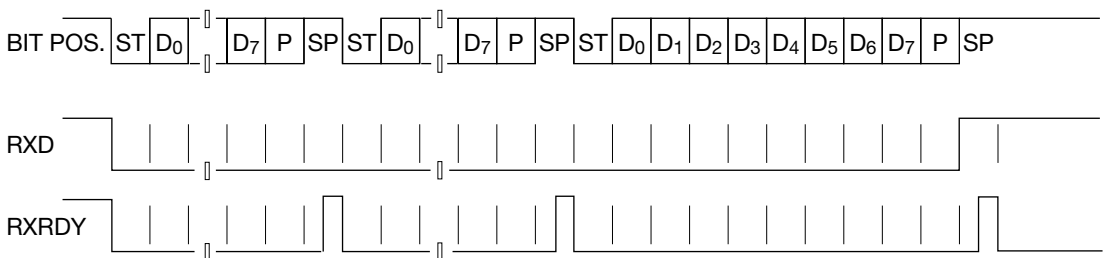 BIT POS. ST D0 D7 P SP ST D0 D7 P SP ST D0 D1 D2 D3 D4 D5 D6 D7 P SP
RXD
RXRDY